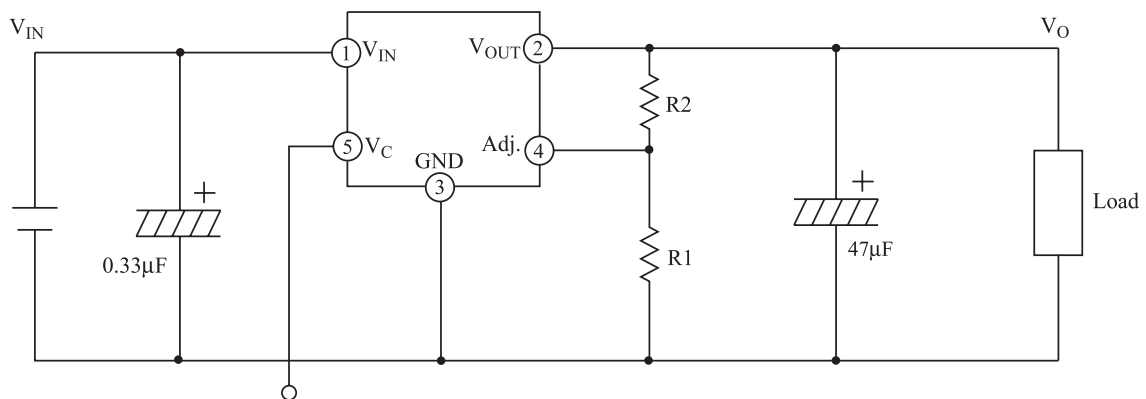 V_IN
V_O
1 V_IN
V_OUT 2
R2
5 V_C
Adj. 4
GND
3
+
+
Load
0.33µF
R1
47µF